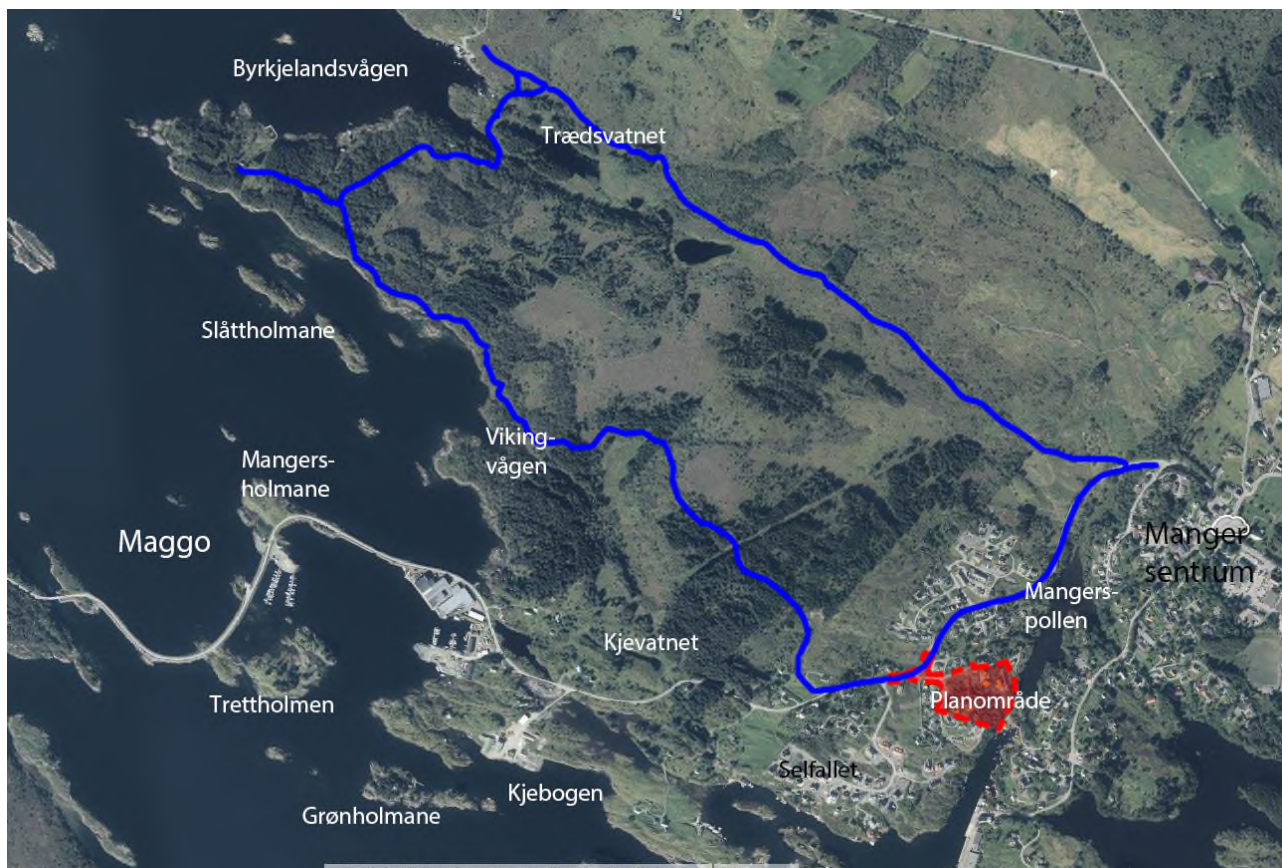 Byrkjelandsvågen
Trædsvatnet
Slåttholmane
Viking-
vågen
Mangers-
holmane
Maggo
Manger
sentrum
Mangers-
pollen
Kjevatnet
Trettholmen
Planområde
Selfallet
Kjebogen
Grønholmane